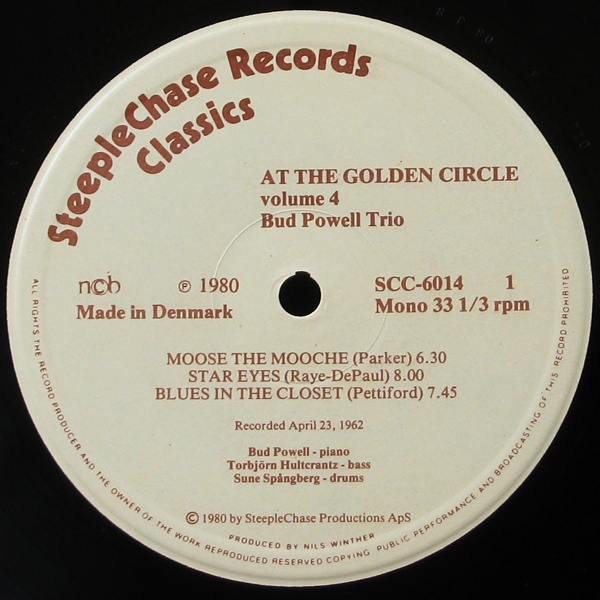 SteepleChase Records
Classics
AT THE GOLDEN CIRCLE
volume 4
Bud Powell Trio
ncb ℗ 1980
Made in Denmark
SCC-6014 1
Mono 33 1/3 rpm
MOOSE THE MOOCHE (Parker) 6.30
STAR EYES (Raye-DePaul) 8.00
BLUES IN THE CLOSET (Pettiford) 7.45
Recorded April 23, 1962
Bud Powell - piano
Torbjörn Hultcrantz - bass
Sune Spångberg - drums
© 1980 by SteepleChase Productions ApS
PRODUCED BY NILS WINTHER
ALL RIGHTS THE RECORD PRODUCER AND THE OWNER OF THE WORK REPRODUCED RESERVED COPYING PUBLIC PERFORMANCE AND BROADCASTING OF THIS RECORD PROHIBITED